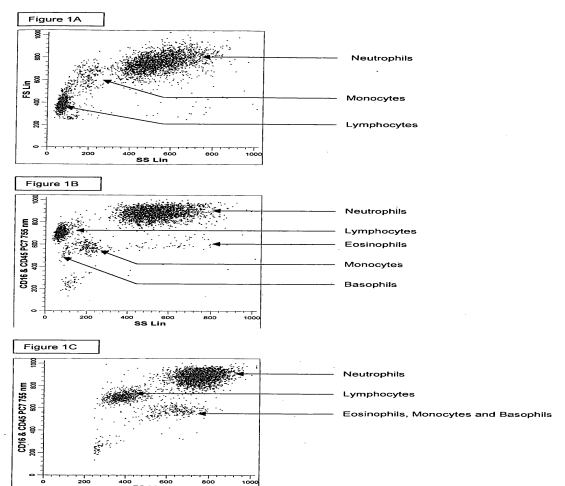 Figure 1A
1000
800
600
400
200
0
FS Lin
0 200 400 600 800 1000
SS Lin
Neutrophils
Monocytes
Lymphocytes
Figure 1B
1000
800
600
400
200
0
CD16 & CD45 PC7 755 nm
0 200 400 600 800 1000
SS Lin
Neutrophils
Lymphocytes
Eosinophils
Monocytes
Basophils
Figure 1C
1000
800
600
400
200
0
CD16 & CD45 PC7 755 nm
0 200 400 600 800 1000
Neutrophils
Lymphocytes
Eosinophils, Monocytes and Basophils